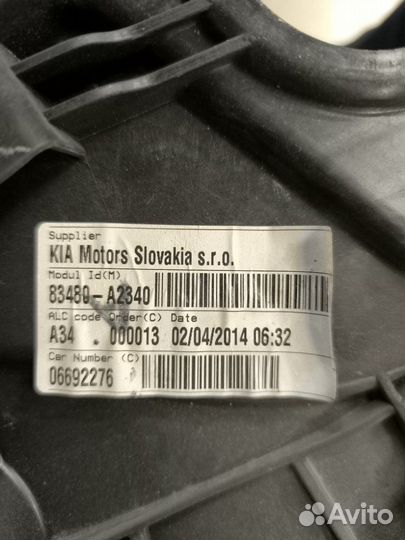 Supplier
KIA Motors Slovakia s.r.o.
Modul Id(M)
83480-A2340
ALC code Order(C) Date
A34 . 000013 02/04/2014 06:32
Car Number (C)
06692276
Avito